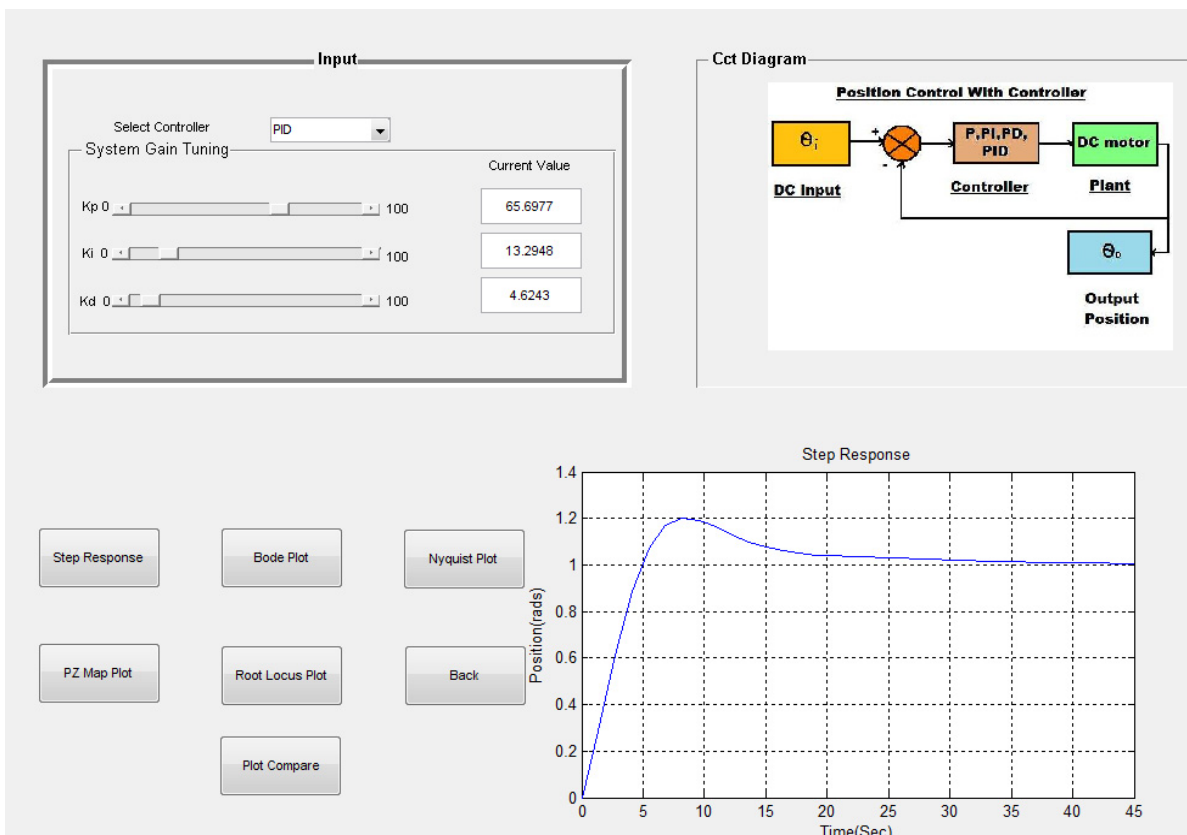 Input
Select Controller PID
System Gain Tuning
Current Value
Kp 0 100 65.6977
Ki 0 100 13.2948
Kd 0 100 4.6243
Cct Diagram
Position Control With Controller
θi
DC Input
+
-
P,PI,PD,
PID
Controller
DC motor
Plant
θo
Output
Position
Step Response
Bode Plot
Nyquist Plot
PZ Map Plot
Root Locus Plot
Back
Plot Compare
Step Response
Position(rads)
1.4
1.2
1
0.8
0.6
0.4
0.2
0
0 5 10 15 20 25 30 35 40 45
Time(Sec)